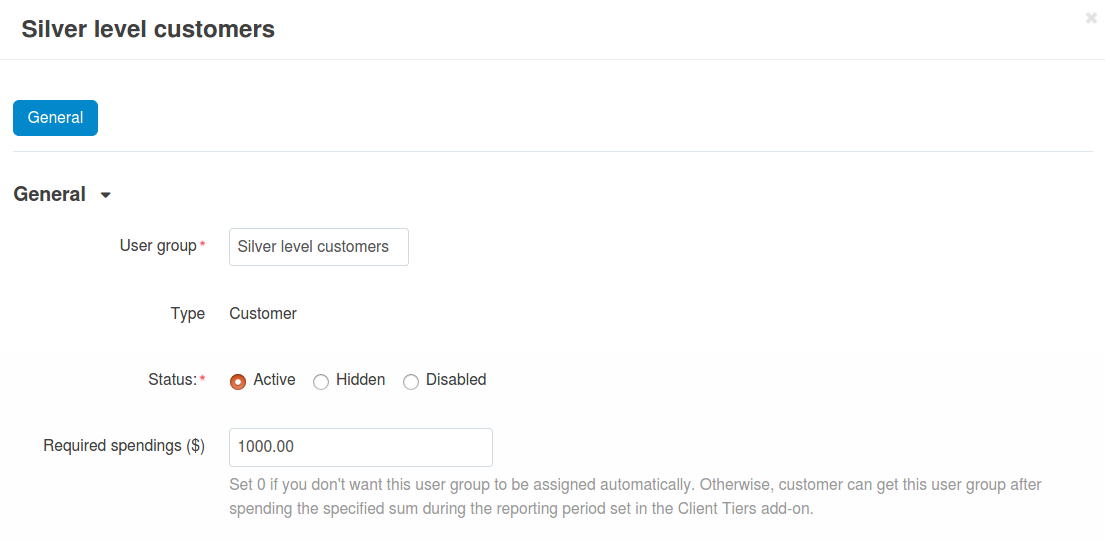 Silver level customers
General
General
User group *
Silver level customers
Type
Customer
Status: *
Active
Hidden
Disabled
Required spendings ($)
1000.00
Set 0 if you don't want this user group to be assigned automatically. Otherwise, customer can get this user group after
spending the specified sum during the reporting period set in the Client Tiers add-on.